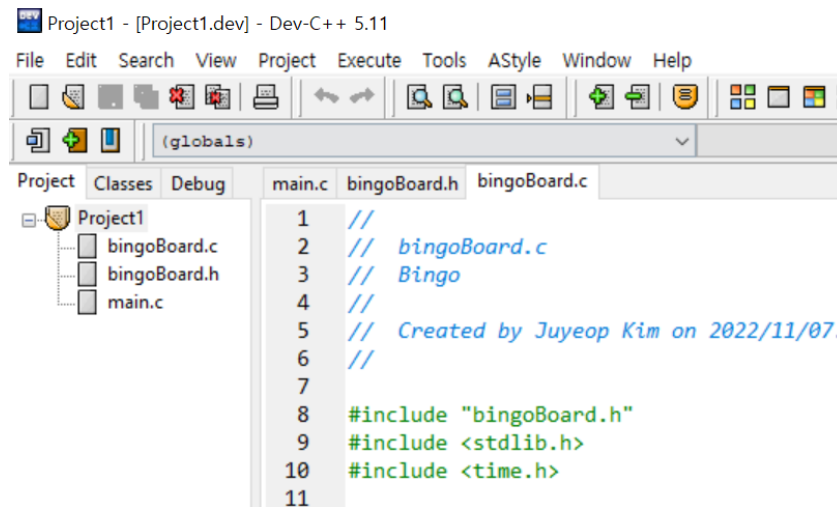 DEV
Project1 - [Project1.dev] - Dev-C++ 5.11
File Edit Search View Project Execute Tools AStyle Window Help
(globals)
Project Classes Debug
main.c bingoBoard.h bingoBoard.c
Project1
bingoBoard.c
bingoBoard.h
main.c
1 //
2 // bingoBoard.c
3 // Bingo
4 //
5 // Created by Juyeop Kim on 2022/11/07.
6 //
7
8 #include "bingoBoard.h"
9 #include <stdlib.h>
10 #include <time.h>
11